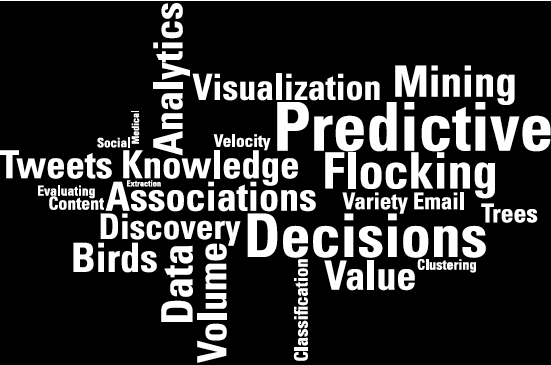 Analytics
Visualization
Mining
Predictive
Social
Medical
Velocity
Tweets
Knowledge
Flocking
Extraction
Evaluating
Content
Associations
Variety
Email
Trees
Discovery
Decisions
Birds
Data
Volume
Classification
Value
Clustering